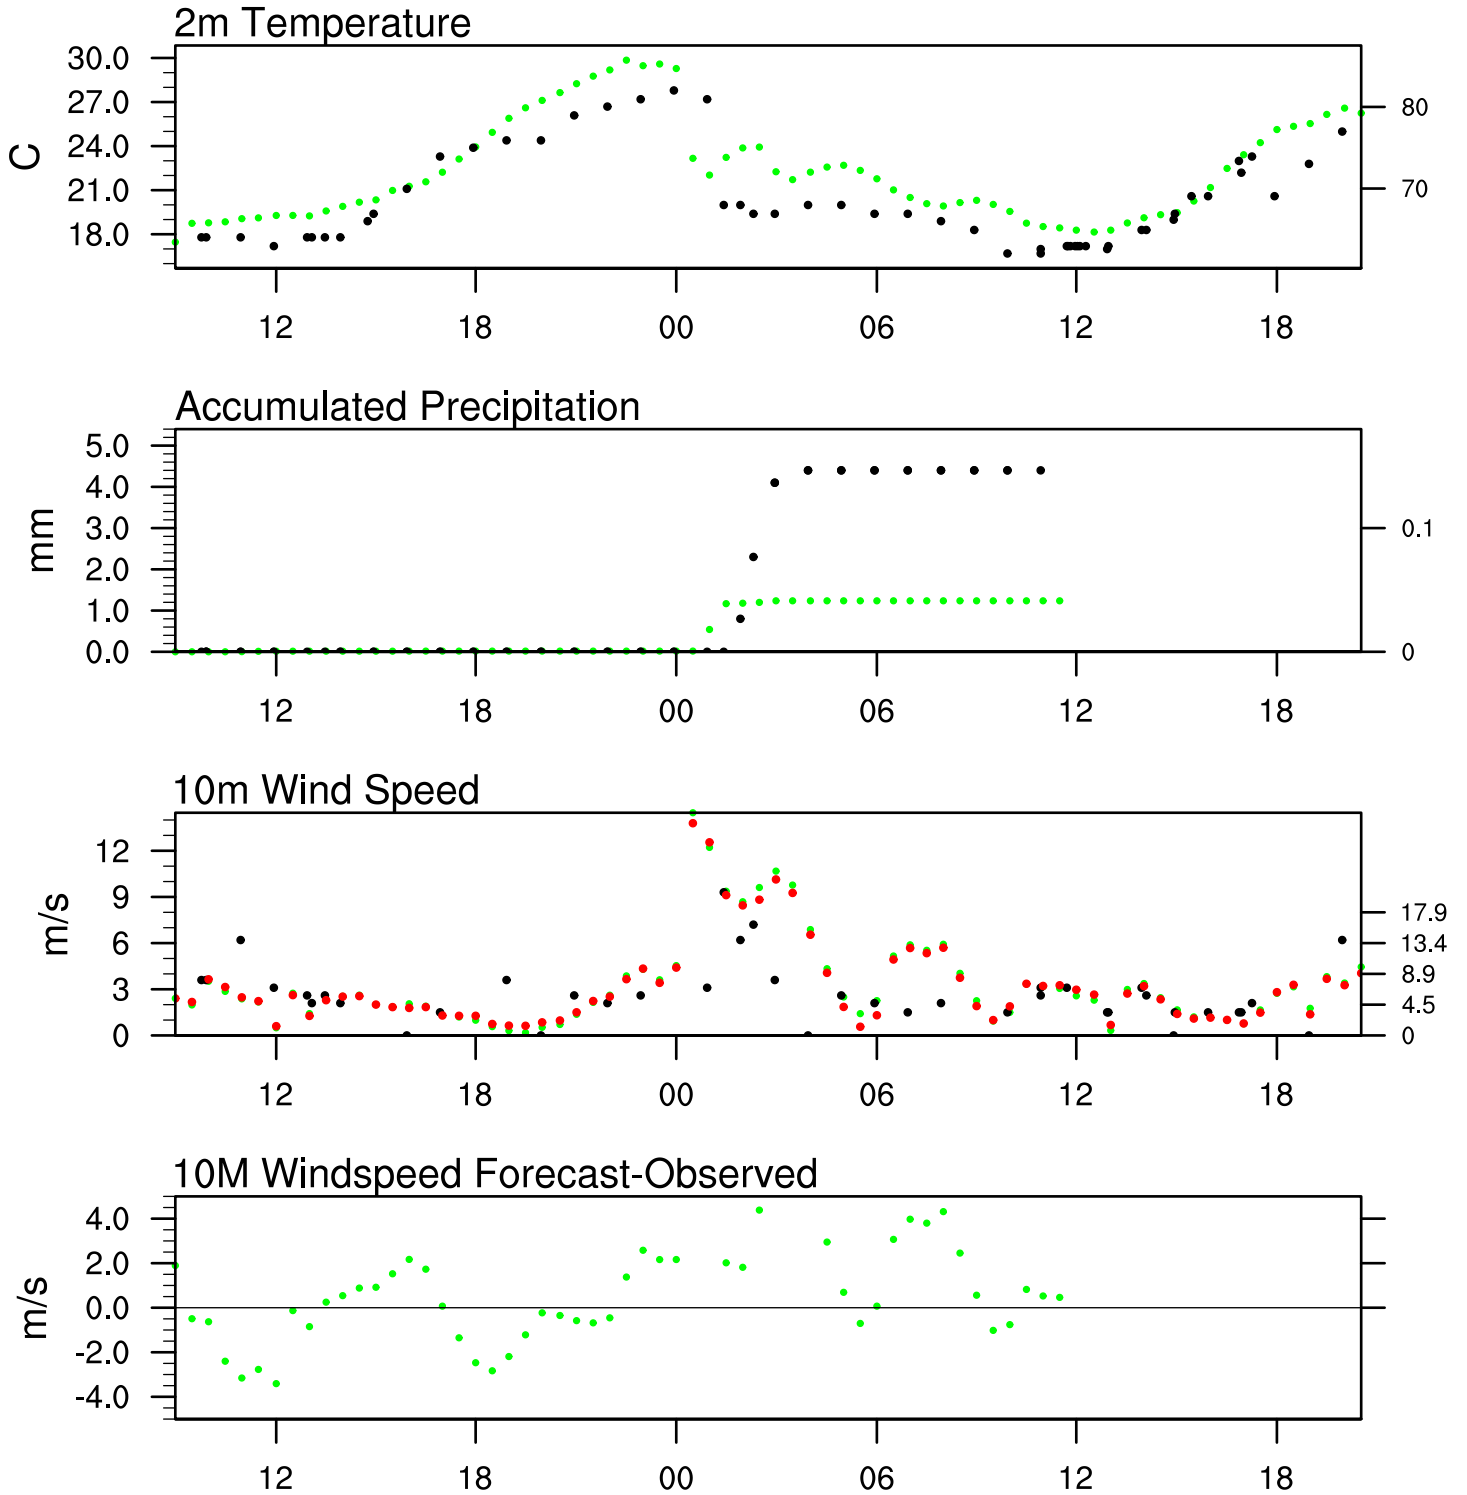 2m Temperature
30.0
27.0
24.0
21.0
18.0
C
80
70
12 18 00 06 12 18
Accumulated Precipitation
5.0
4.0
3.0
2.0
1.0
0.0
mm
0.1
0
12 18 00 06 12 18
10m Wind Speed
12
9
6
3
0
m/s
17.9
13.4
8.9
4.5
0
12 18 00 06 12 18
10M Windspeed Forecast-Observed
4.0
2.0
0.0
-2.0
-4.0
m/s
12 18 00 06 12 18